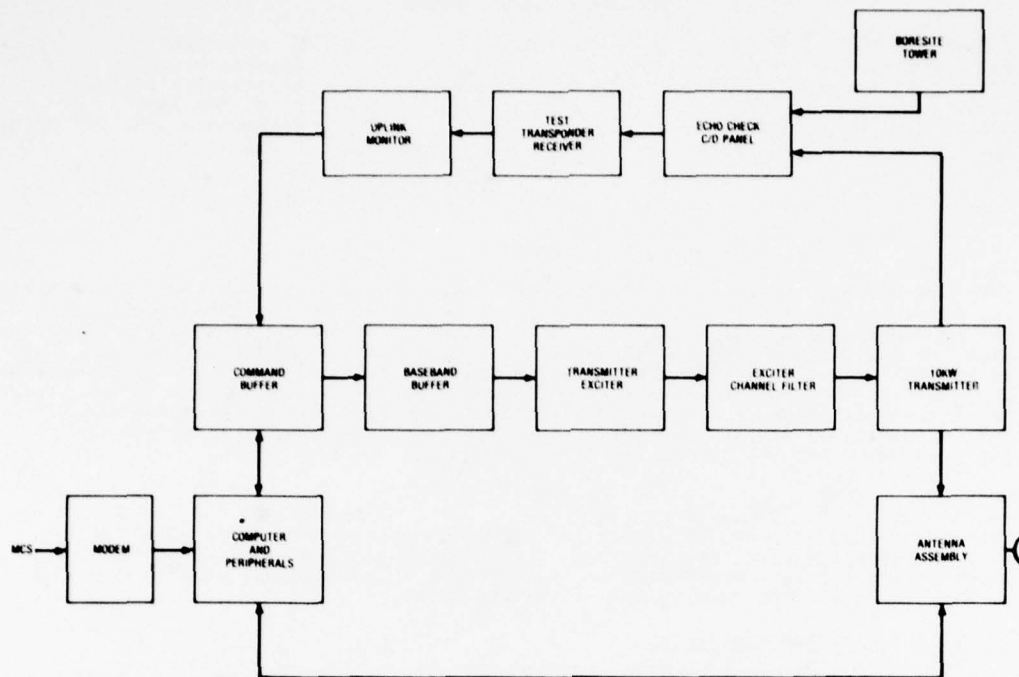 BORESITE
TOWER
UPLINK
MONITOR
TEST
TRANSPONDER
RECEIVER
ECHO CHECK
C/O PANEL
COMMAND
BUFFER
BASEBAND
BUFFER
TRANSMITTER
EXCITER
EXCITER
CHANNEL FILTER
10KW
TRANSMITTER
MCS
MODEM
COMPUTER
AND
PERIPHERALS
ANTENNA
ASSEMBLY